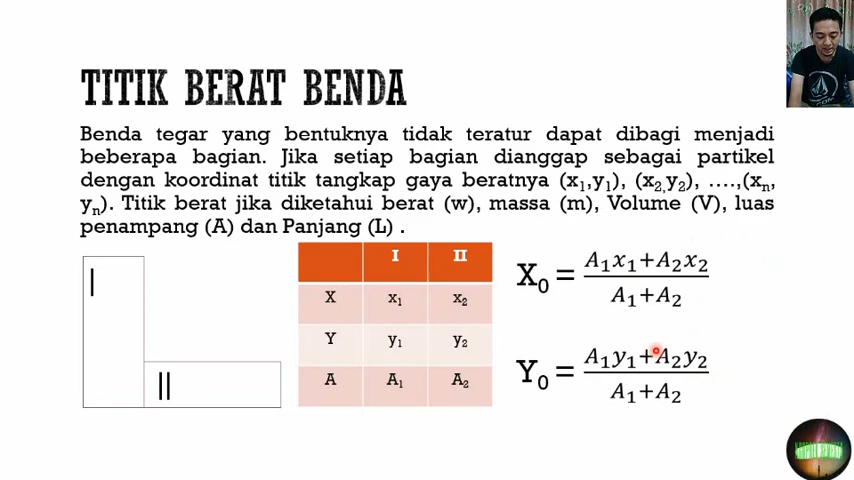 TITIK BERAT BENDA
Benda tegar yang bentuknya tidak teratur dapat dibagi menjadi
beberapa bagian. Jika setiap bagian dianggap sebagai partikel
dengan koordinat titik tangkap gaya beratnya (x₁,y₁), (x₂,y₂), ....,(xₙ,
yₙ). Titik berat jika diketahui berat (w), massa (m), Volume (V), luas
penampang (A) dan Panjang (L) .
I
II
I II
X x₁ x₂
Y y₁ y₂
A A₁ A₂
X₀ = (A₁x₁+A₂x₂)/(A₁+A₂)
Y₀ = (A₁y₁+A₂y₂)/(A₁+A₂)